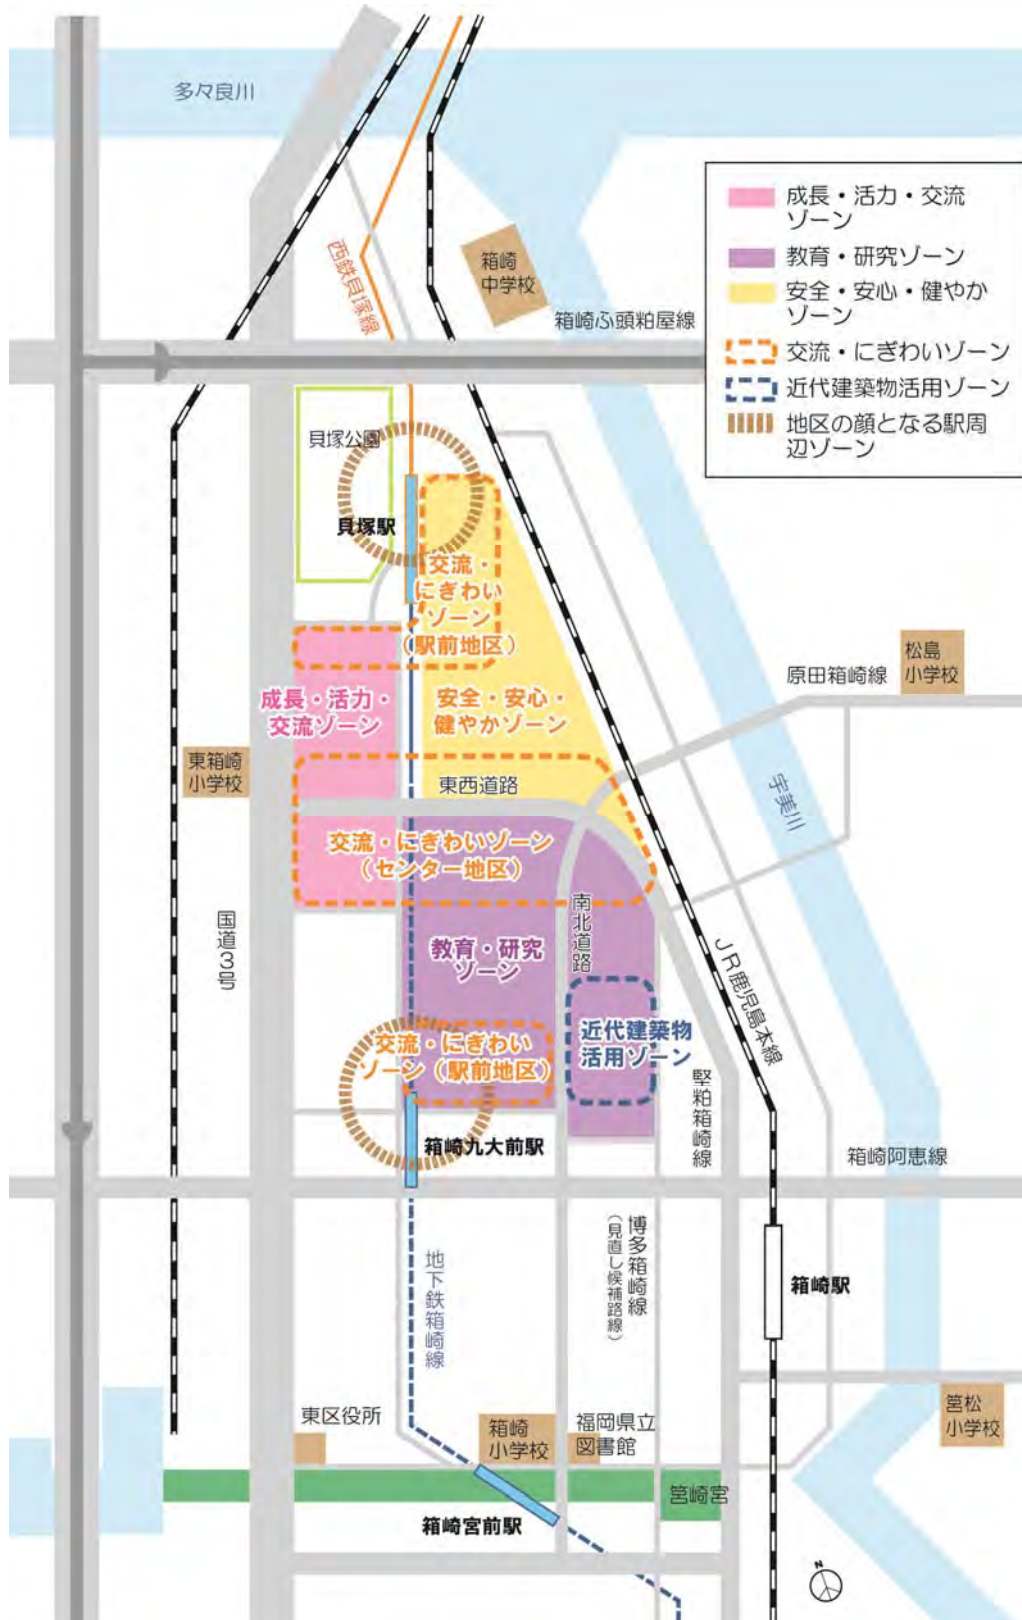 多々良川
成長・活力・交流
ゾーン
教育・研究ゾーン
安全・安心・健やか
ゾーン
交流・にぎわいゾーン
近代建築物活用ゾーン
地区の顔となる駅周
辺ゾーン
西鉄貝塚線
箱崎
中学校
箱崎ふ頭粕屋線
貝塚公園
貝塚駅
交流・
にぎわい
ゾーン
(駅前地区)
松島
小学校
原田箱崎線
成長・活力・
交流ゾーン
安全・安心・
健やかゾーン
東箱崎
小学校
東西道路
宇美川
交流・にぎわいゾーン
(センター地区)
南北道路
国道3号
教育・研究
ゾーン
JR鹿児島本線
近代建築物
活用ゾーン
交流・にぎわい
ゾーン(駅前地区)
堅粕箱崎線
箱崎九大前駅
箱崎阿恵線
地下鉄箱崎線
博多箱崎線
(見直し候補路線)
箱崎駅
東区役所
箱崎
小学校
福岡県立
図書館
筥松
小学校
筥崎宮
箱崎宮前駅
N